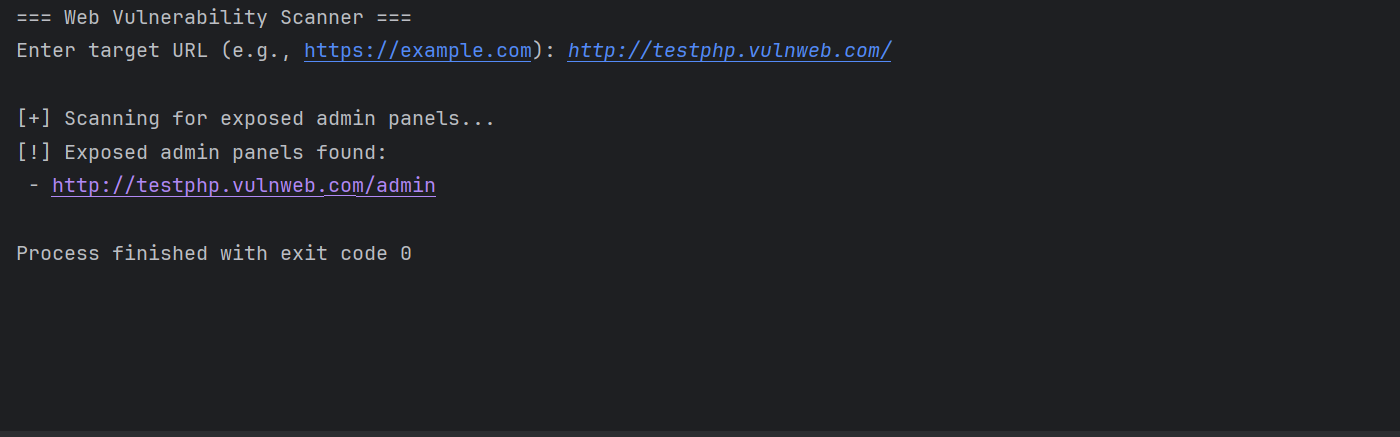 === Web Vulnerability Scanner ===
Enter target URL (e.g., https://example.com): http://testphp.vulnweb.com/
[+] Scanning for exposed admin panels...
[!] Exposed admin panels found:
- http://testphp.vulnweb.com/admin
Process finished with exit code 0